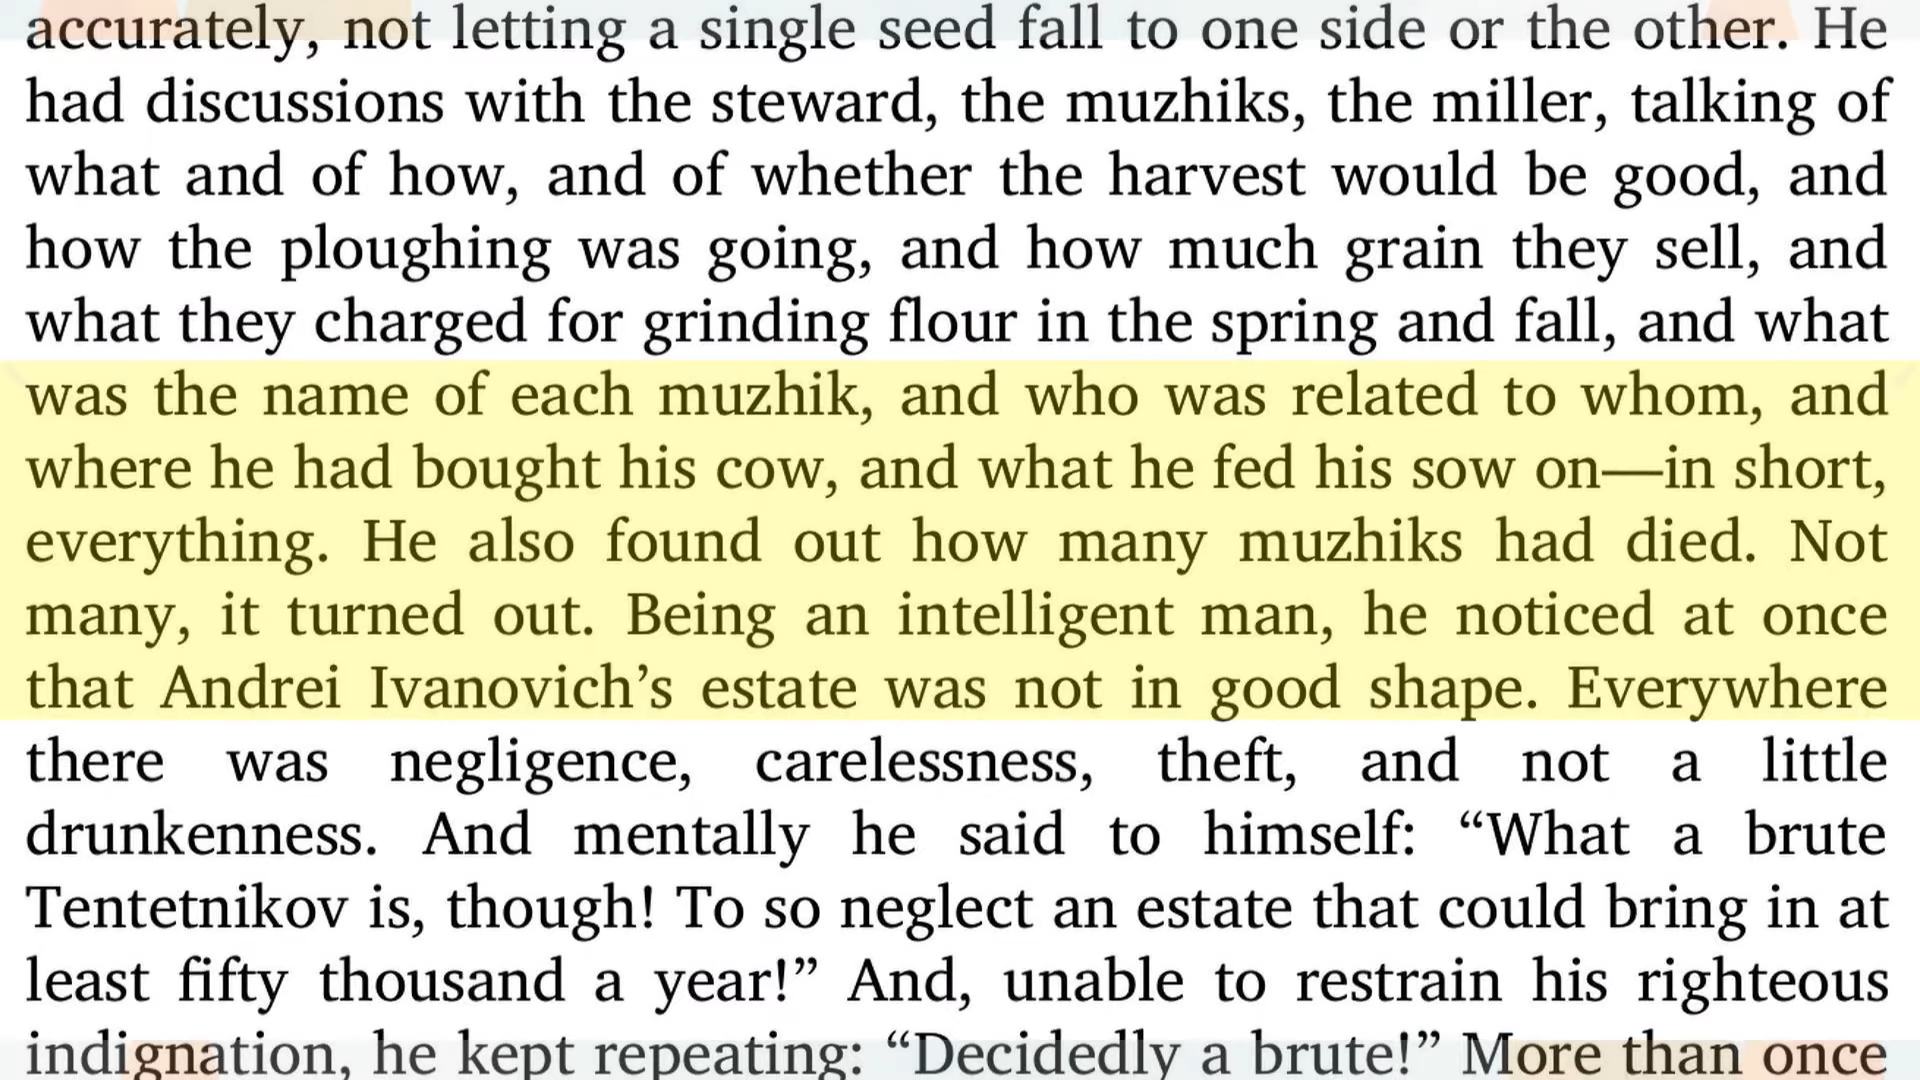 accurately, not letting a single seed fall to one side or the other. He
had discussions with the steward, the muzhiks, the miller, talking of
what and of how, and of whether the harvest would be good, and
how the ploughing was going, and how much grain they sell, and
what they charged for grinding flour in the spring and fall, and what
was the name of each muzhik, and who was related to whom, and
where he had bought his cow, and what he fed his sow on—in short,
everything. He also found out how many muzhiks had died. Not
many, it turned out. Being an intelligent man, he noticed at once
that Andrei Ivanovich’s estate was not in good shape. Everywhere
there was negligence, carelessness, theft, and not a little
drunkenness. And mentally he said to himself: “What a brute
Tentetnikov is, though! To so neglect an estate that could bring in at
least fifty thousand a year!” And, unable to restrain his righteous
indignation, he kept repeating: “Decidedly a brute!” More than once